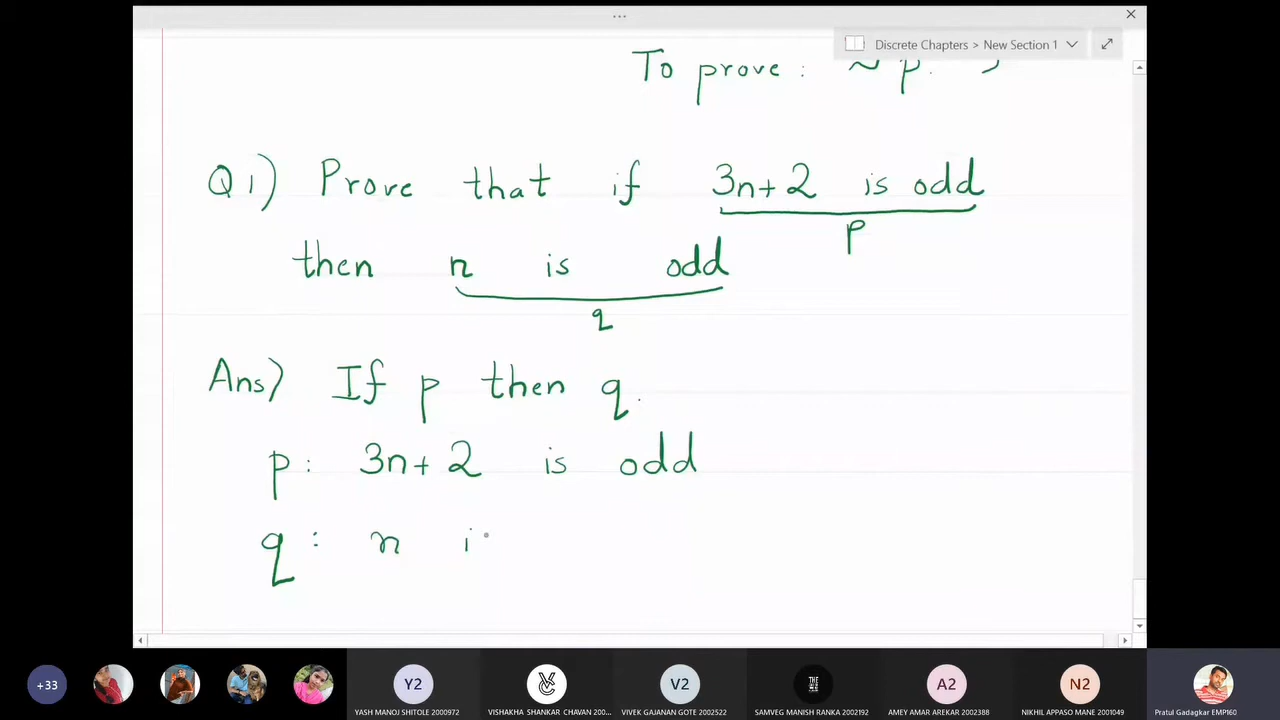 Discrete Chapters > New Section 1
To prove : ~ p.
Q1) Prove that if 3n+2 is odd
p
then n is odd
q
Ans) If p then q.
p: 3n+2 is odd
q: n i
+33
Y2
V2
A2
N2
YASH MANOJ SHITOLE 2000972
VISHAKHA SHANKAR CHAVAN 200...
VIVEK GAJANAN GOTE 2002522
SAMVEG MANISH RANKA 2002192
AMEY AMAR AREKAR 2002388
NIKHIL APPASO MANE 2001049
Pratul Gadagkar EMP160